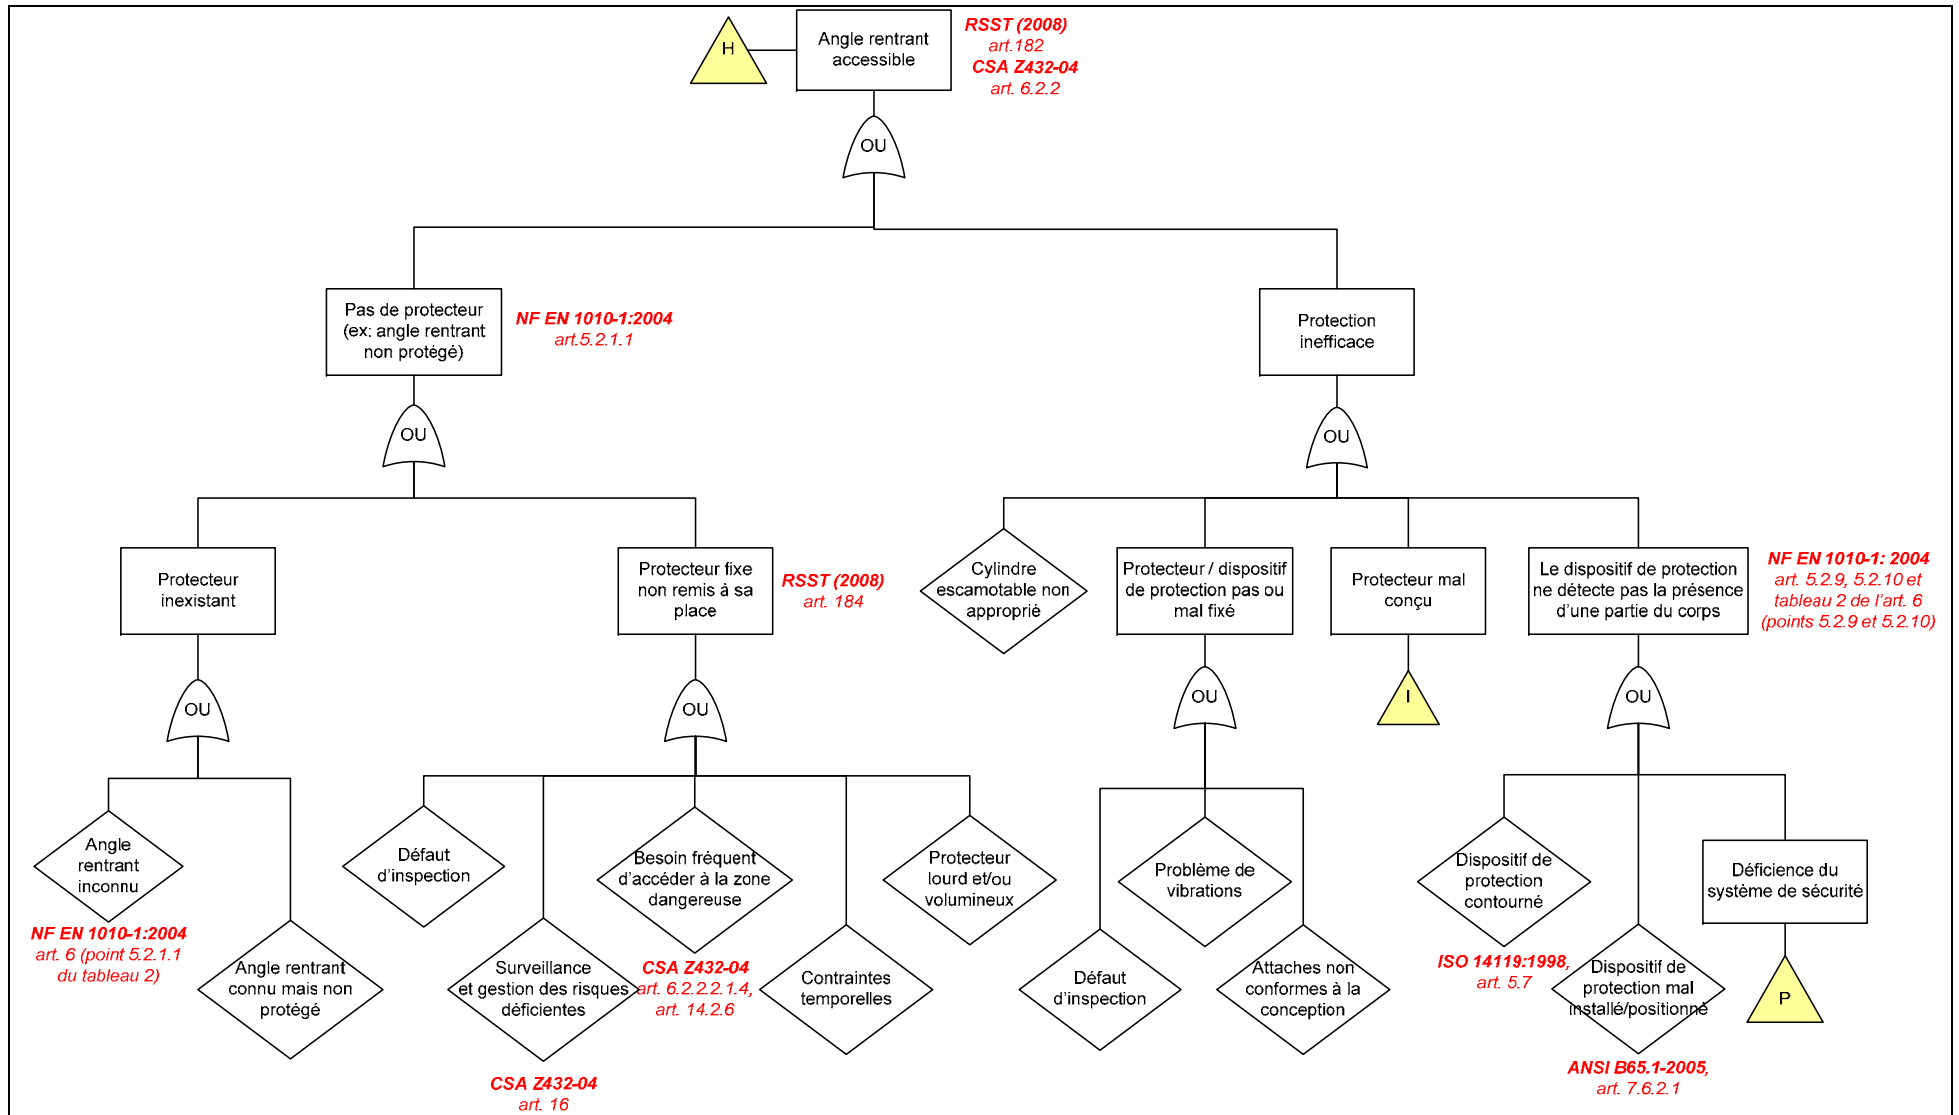 H
Angle rentrant
accessible
RSST (2008)
art.182
CSA Z432-04
art. 6.2.2
OU
Pas de protecteur
(ex: angle rentrant
non protégé)
NF EN 1010-1:2004
art.5.2.1.1
Protection
inefficace
OU
OU
Protecteur
inexistant
Protecteur fixe
non remis à sa
place
RSST (2008)
art. 184
Cylindre
escamotable non
approprié
Protecteur / dispositif
de protection pas ou
mal fixé
Protecteur mal
conçu
Le dispositif de protection
ne détecte pas la présence
d'une partie du corps
NF EN 1010-1: 2004
art. 5.2.9, 5.2.10 et
tableau 2 de l'art. 6
(points 5.2.9 et 5.2.10)
OU
OU
OU
I
OU
Angle
rentrant
inconnu
NF EN 1010-1:2004
art. 6 (point 5.2.1.1
du tableau 2)
Angle rentrant
connu mais non
protégé
Défaut
d'inspection
Surveillance
et gestion des risques
déficientes
CSA Z432-04
art. 16
Besoin fréquent
d'accéder à la zone
dangereuse
CSA Z432-04
art. 6.2.2.2.1.4,
art. 14.2.6
Contraintes
temporelles
Protecteur
lourd et/ou
volumineux
Défaut
d'inspection
Problème de
vibrations
Attaches non
conformes à la
conception
Dispositif de
protection
contourné
ISO 14119:1998,
art. 5.7
Dispositif de
protection mal
installé/positionné
ANSI B65.1-2005,
art. 7.6.2.1
Déficience du
système de sécurité
P